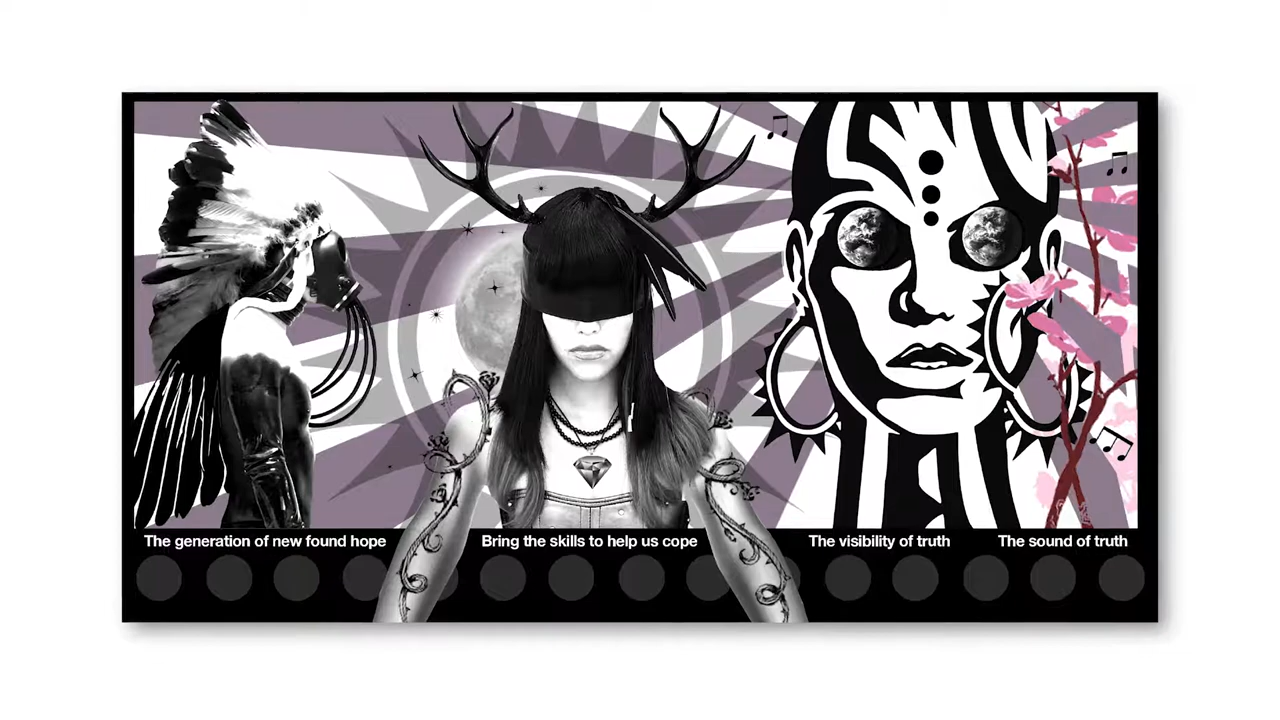 The generation of new found hope
Bring the skills to help us cope
The visibility of truth
The sound of truth